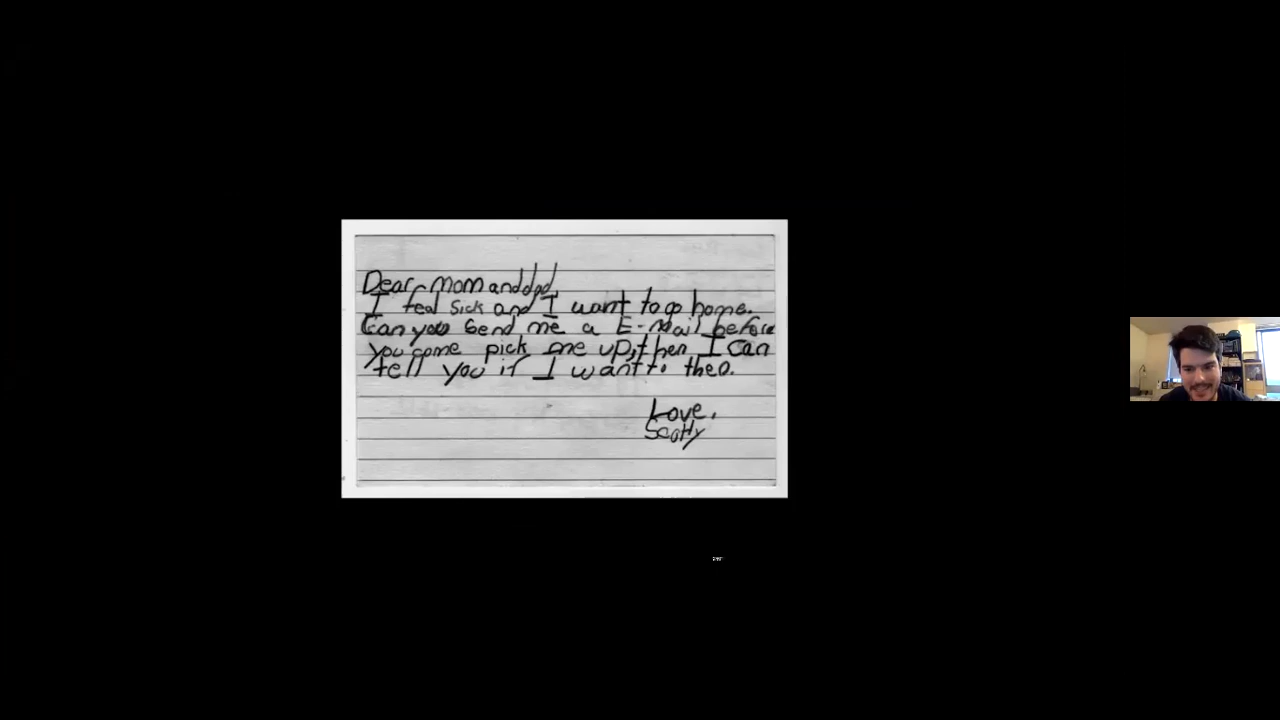 Dear mom and dad,
I feal sick and I want to go home.
Can you send me a E-Mail before
you come pick me up, then I can
tell you if I want to then.
Love,
Scotty